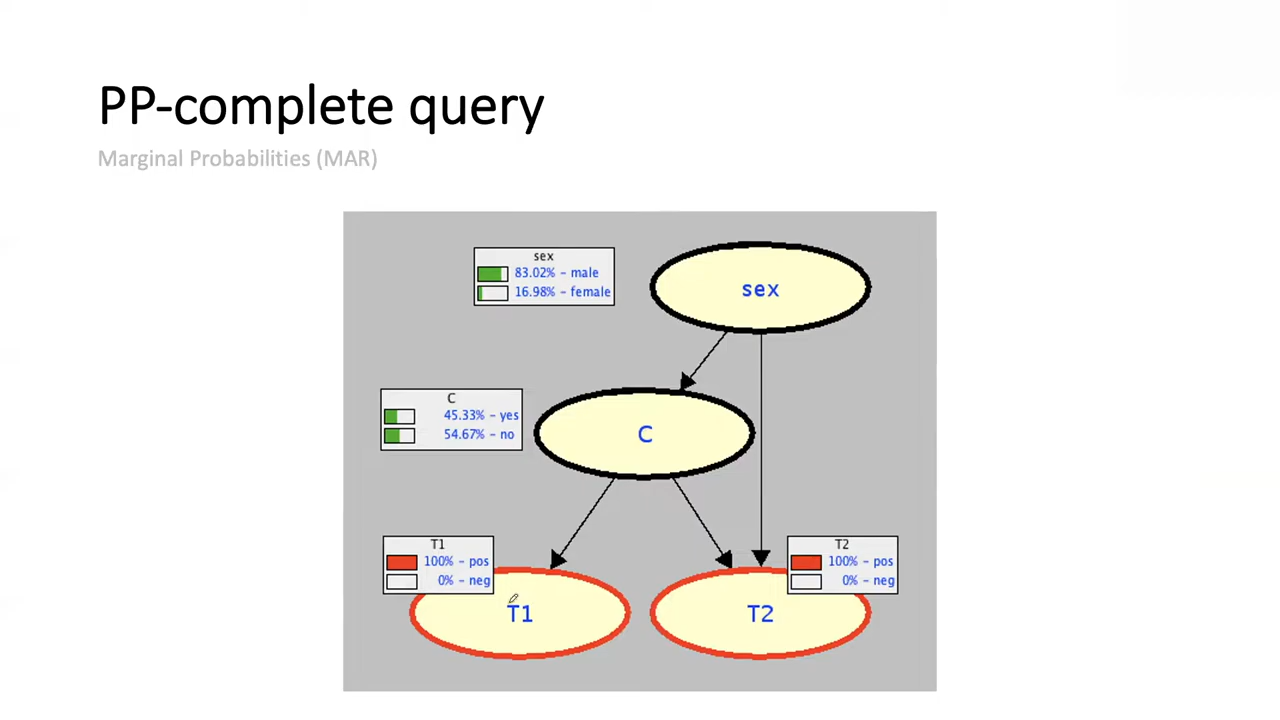 PP-complete query
Marginal Probabilities (MAR)
sex
83.02% - male
16.98% - female
sex
C
45.33% - yes
54.67% - no
C
T1
100% - pos
0% - neg
T1
T2
100% - pos
0% - neg
T2